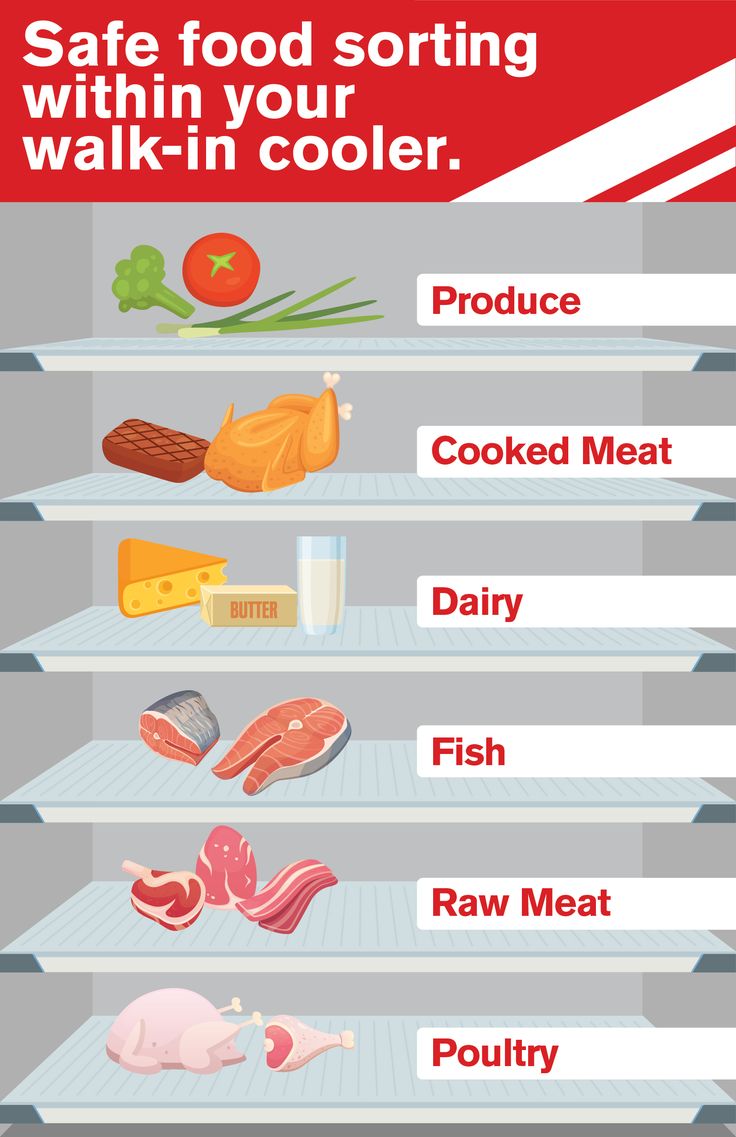 Safe food sorting
within your
walk-in cooler.
Produce
Cooked Meat
Dairy
BUTTER
Fish
Raw Meat
Poultry